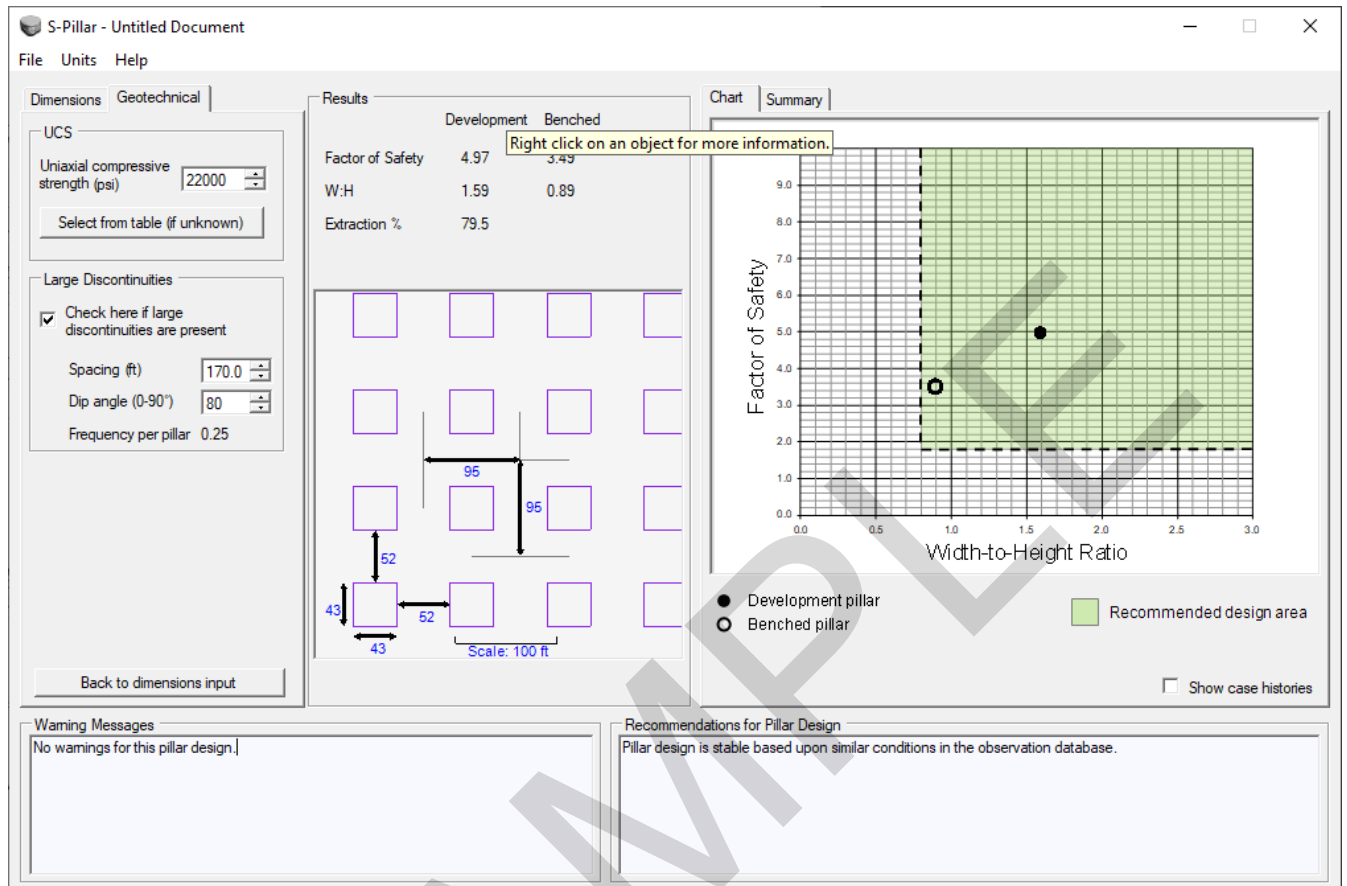 S-Pillar - Untitled Document
File Units Help
Dimensions Geotechnical
UCS
Uniaxial compressive
strength (psi) 22000
Select from table (if unknown)
Large Discontinuities
Check here if large
discontinuities are present
Spacing (ft) 170.0
Dip angle (0-90°) 80
Frequency per pillar 0.25
Back to dimensions input
Results
Development Benched
Right click on an object for more information.
Factor of Safety 4.97 3.49
W:H 1.59 0.89
Extraction % 79.5
95
95
52
43
52
43
Scale: 100 ft
Chart Summary
9.0
8.0
7.0
6.0
5.0
4.0
3.0
2.0
1.0
0.0
Factor of Safety
0.0 0.5 1.0 1.5 2.0 2.5 3.0
Width-to-Height Ratio
Development pillar
Benched pillar
Recommended design area
Show case histories
Warning Messages
No warnings for this pillar design.
Recommendations for Pillar Design
Pillar design is stable based upon similar conditions in the observation database.
MPLE